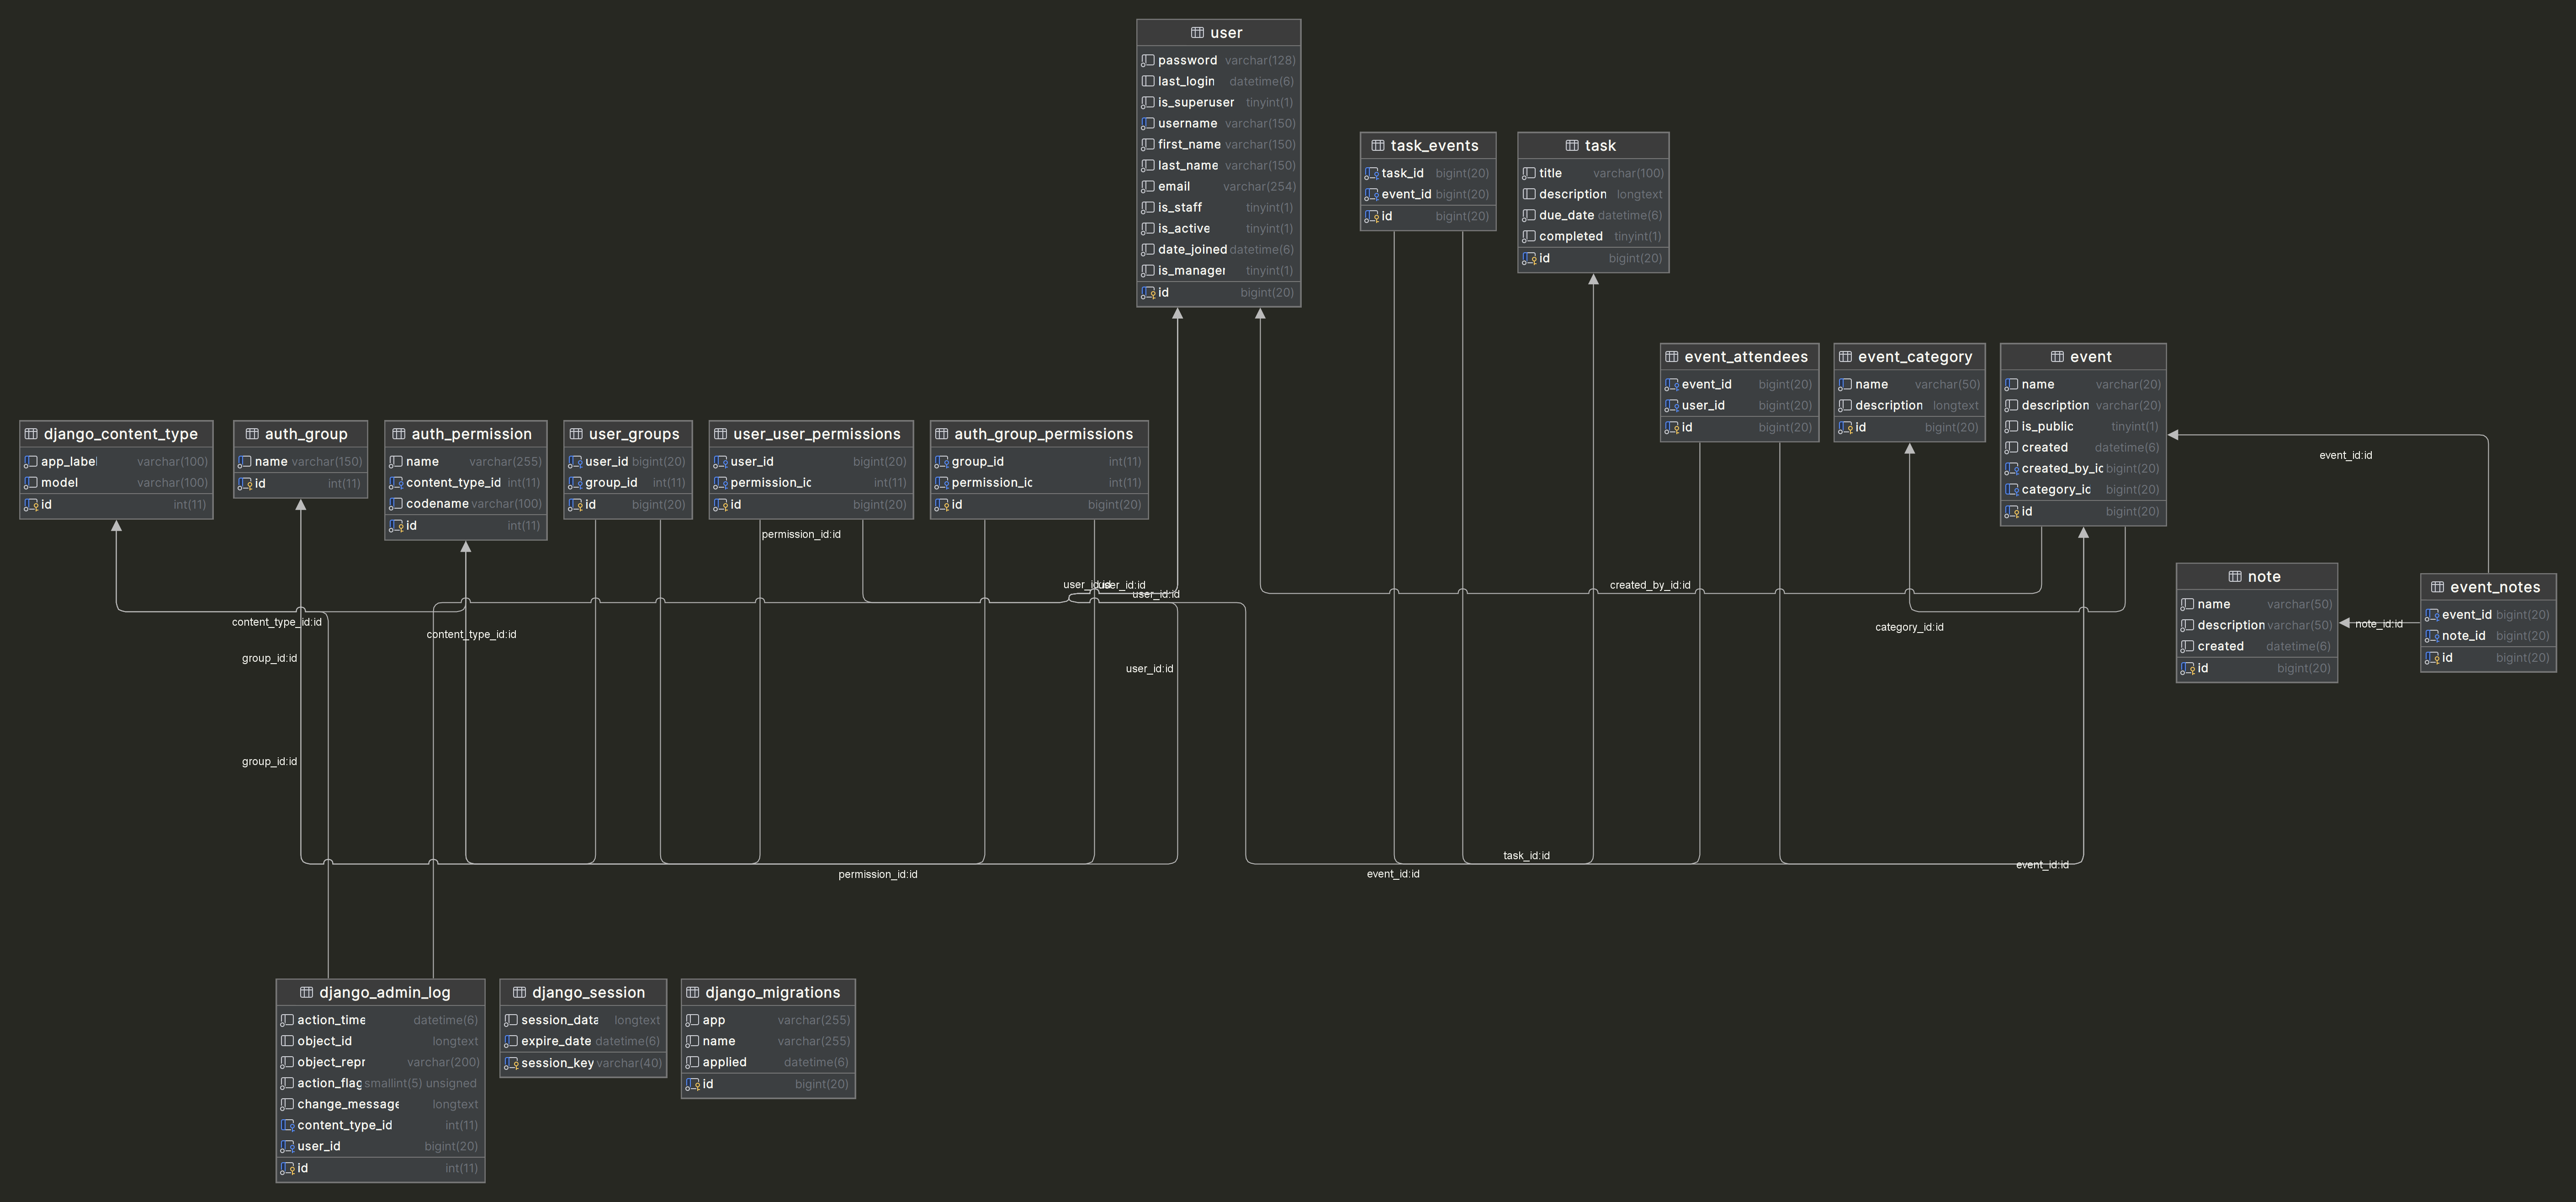 user
password varchar(128)
last_login datetime(6)
is_superuser tinyint(1)
username varchar(150)
first_name varchar(150)
last_name varchar(150)
email varchar(254)
is_staff tinyint(1)
is_active tinyint(1)
date_joined datetime(6)
is_manager tinyint(1)
id bigint(20)
task_events
task_id bigint(20)
event_id bigint(20)
id bigint(20)
task
title varchar(100)
description longtext
due_date datetime(6)
completed tinyint(1)
id bigint(20)
event_attendees
event_id bigint(20)
user_id bigint(20)
id bigint(20)
event_category
name varchar(50)
description longtext
id bigint(20)
event
name varchar(20)
description varchar(20)
is_public tinyint(1)
created datetime(6)
created_by_id bigint(20)
category_id bigint(20)
id bigint(20)
event_id:id
django_content_type
app_label varchar(100)
model varchar(100)
id int(11)
auth_group
name varchar(150)
id int(11)
auth_permission
name varchar(255)
content_type_id int(11)
codename varchar(100)
id int(11)
user_groups
user_id bigint(20)
group_id int(11)
id bigint(20)
user_user_permissions
user_id bigint(20)
permission_id int(11)
id bigint(20)
auth_group_permissions
group_id int(11)
permission_id int(11)
id bigint(20)
permission_id:id
user_id:id
user_id:id
user_id:id
created_by_id:id
note
name varchar(50)
description varchar(50)
created datetime(6)
id bigint(20)
note_id:id
event_notes
event_id bigint(20)
note_id bigint(20)
id bigint(20)
content_type_id:id
content_type_id:id
category_id:id
group_id:id
user_id:id
group_id:id
permission_id:id
task_id:id
event_id:id
event_id:id
django_admin_log
action_time datetime(6)
object_id longtext
object_repr varchar(200)
action_flag smallint(5) unsigned
change_message longtext
content_type_id int(11)
user_id bigint(20)
id int(11)
django_session
session_data longtext
expire_date datetime(6)
session_key varchar(40)
django_migrations
app varchar(255)
name varchar(255)
applied datetime(6)
id bigint(20)